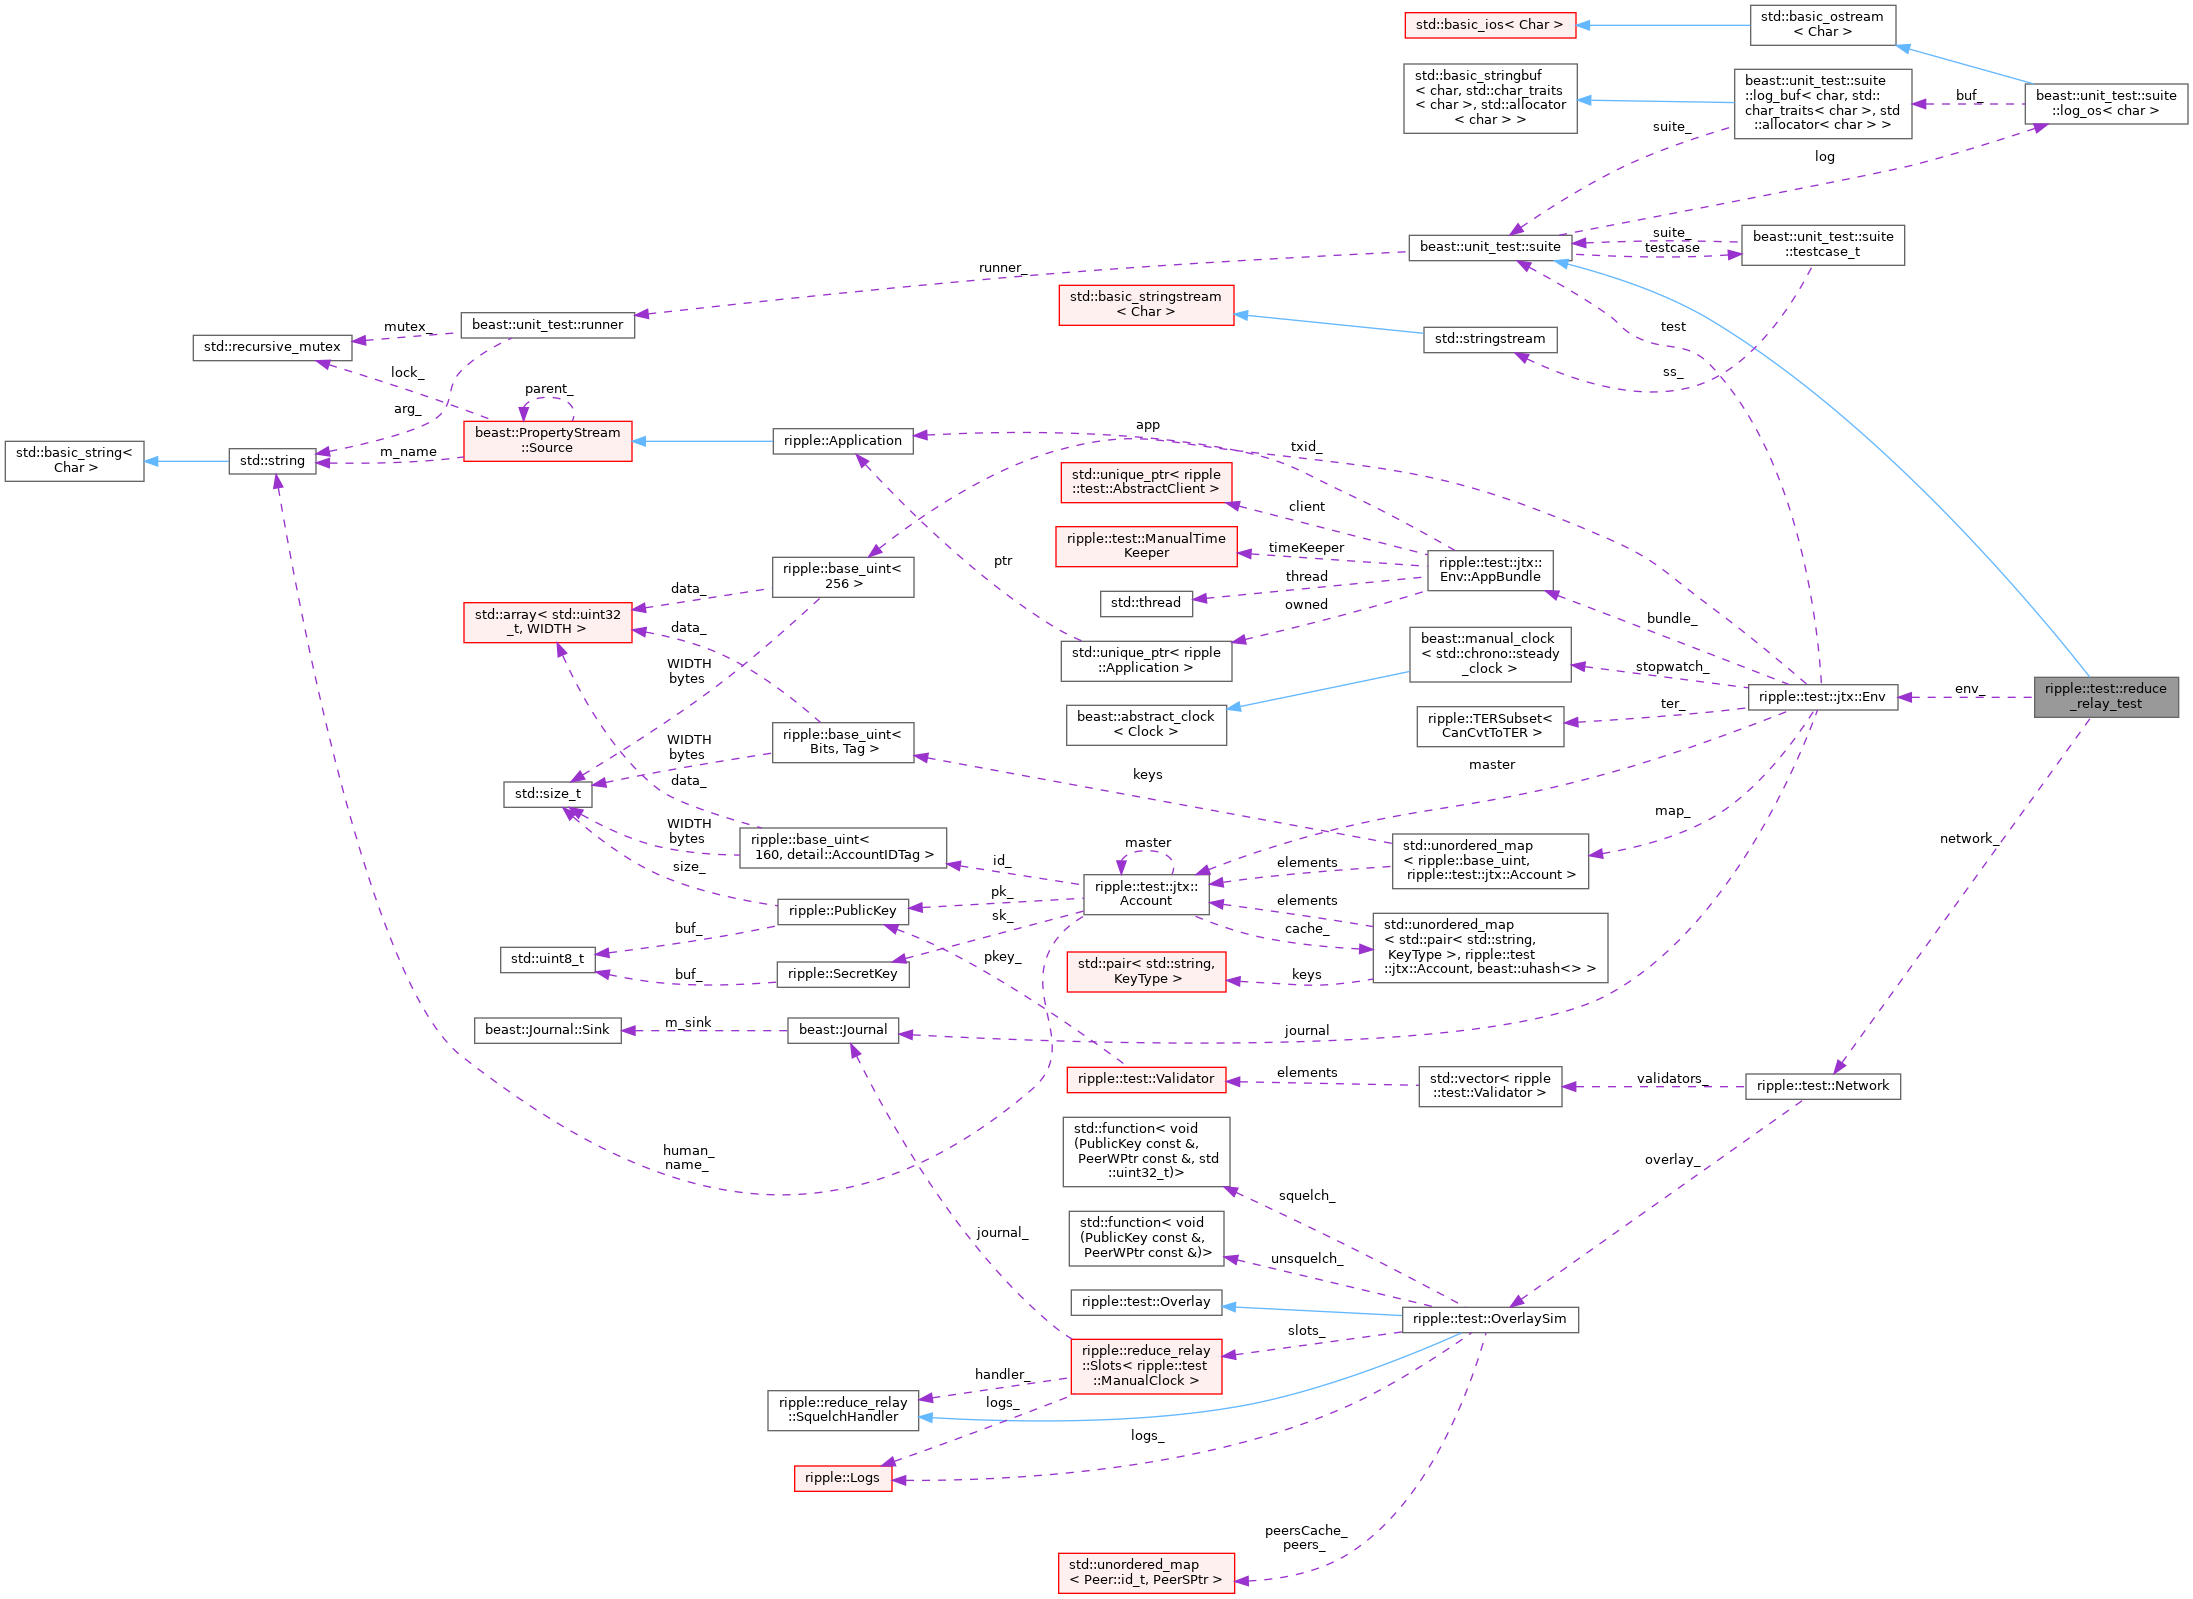 std::basic_ios< Char >
std::basic_ostream
< Char >
std::basic_stringbuf
< char, std::char_traits
< char >, std::allocator
< char > >
beast::unit_test::suite
::log_buf< char, std::
char_traits< char >, std
::allocator< char > >
buf_
beast::unit_test::suite
::log_os< char >
suite_
log
beast::unit_test::suite
suite_
testcase
beast::unit_test::suite
::testcase_t
runner_
std::basic_stringstream
< Char >
std::stringstream
test
ss_
beast::unit_test::runner
mutex_
std::recursive_mutex
lock_
parent_
arg_
beast::PropertyStream
::Source
m_name
std::string
std::basic_string<
Char >
ripple::Application
app
txid_
std::unique_ptr< ripple
::test::AbstractClient >
client
ripple::test::ManualTime
Keeper
timeKeeper
ripple::test::jtx::
Env::AppBundle
ptr
thread
std::thread
owned
std::unique_ptr< ripple
::Application >
ripple::base_uint<
256 >
data_
std::array< std::uint32
_t, WIDTH >
data_
WIDTH
bytes
bundle_
beast::manual_clock
< std::chrono::steady
_clock >
stopwatch_
ripple::test::jtx::Env
env_
ripple::test::reduce
_relay_test
beast::abstract_clock
< Clock >
ripple::TERSubset<
CanCvtToTER >
ter_
ripple::base_uint<
Bits, Tag >
WIDTH
bytes
data_
std::size_t
keys
master
map_
network_
WIDTH
bytes
ripple::base_uint<
160, detail::AccountIDTag >
id_
master
elements
std::unordered_map
< ripple::base_uint,
ripple::test::jtx::Account >
size_
ripple::test::jtx::
Account
pk_
sk_
ripple::PublicKey
elements
cache_
std::unordered_map
< std::pair< std::string,
KeyType >, ripple::test
::jtx::Account, beast::uhash<> >
buf_
std::uint8_t
buf_
ripple::SecretKey
pkey_
std::pair< std::string,
KeyType >
keys
beast::Journal::Sink
m_sink
beast::Journal
journal
ripple::test::Validator
elements
std::vector< ripple
::test::Validator >
validators_
ripple::test::Network
human_
name_
std::function< void
(PublicKey const &,
PeerWPtr const &, std
::uint32_t)>
overlay_
squelch_
std::function< void
(PublicKey const &,
PeerWPtr const &)>
journal_
unsquelch_
ripple::test::Overlay
ripple::test::OverlaySim
slots_
ripple::reduce_relay
::Slots< ripple::test
::ManualClock >
handler_
ripple::reduce_relay
::SquelchHandler
logs_
logs_
ripple::Logs
peersCache_
peers_
std::unordered_map
< Peer::id_t, PeerSPtr >